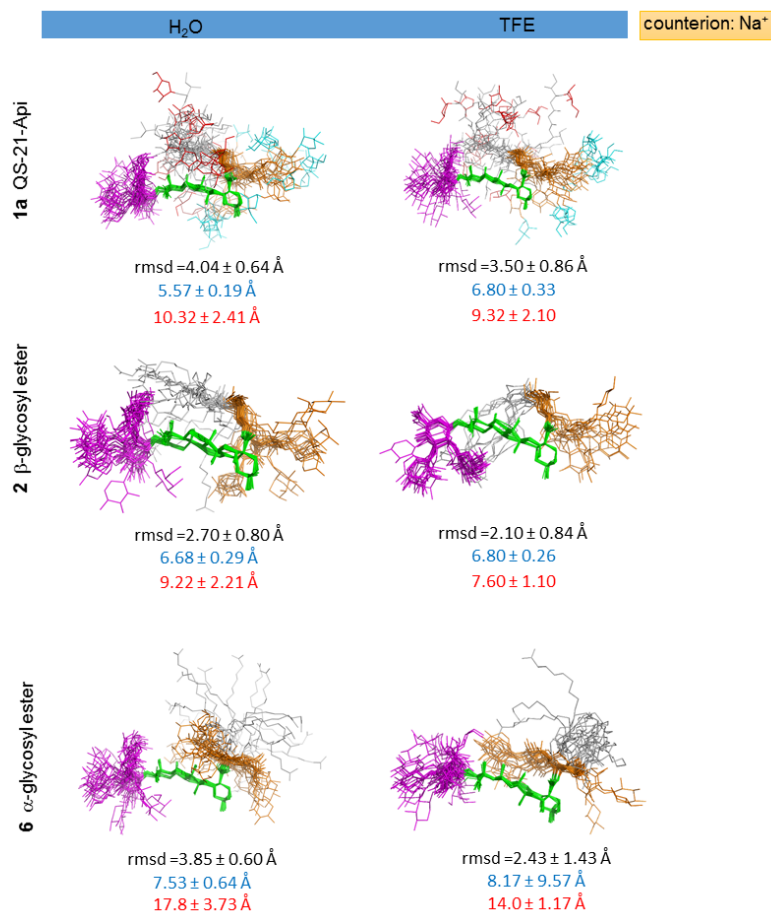 H₂O TFE counterion: Na⁺
1a QS-21-Api
rmsd =4.04 ± 0.64 Å rmsd =3.50 ± 0.86 Å
5.57 ± 0.19 Å 6.80 ± 0.33
10.32 ± 2.41 Å 9.32 ± 2.10
2 β-glycosyl ester
rmsd =2.70 ± 0.80 Å rmsd =2.10 ± 0.84 Å
6.68 ± 0.29 Å 6.80 ± 0.26
9.22 ± 2.21 Å 7.60 ± 1.10
6 α-glycosyl ester
rmsd =3.85 ± 0.60 Å rmsd =2.43 ± 1.43 Å
7.53 ± 0.64 Å 8.17 ± 9.57 Å
17.8 ± 3.73 Å 14.0 ± 1.17 Å